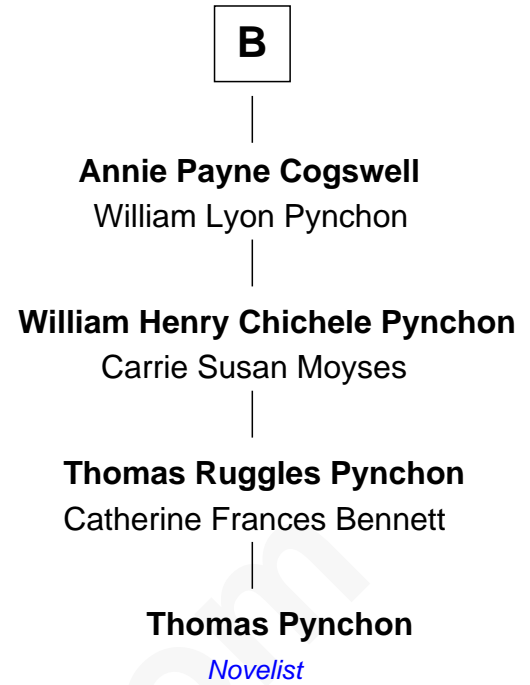 B
Annie Payne Cogswell
William Lyon Pynchon
William Henry Chichele Pynchon
Carrie Susan Moyses
Thomas Ruggles Pynchon
Catherine Frances Bennett
Thomas Pynchon
Novelist
om